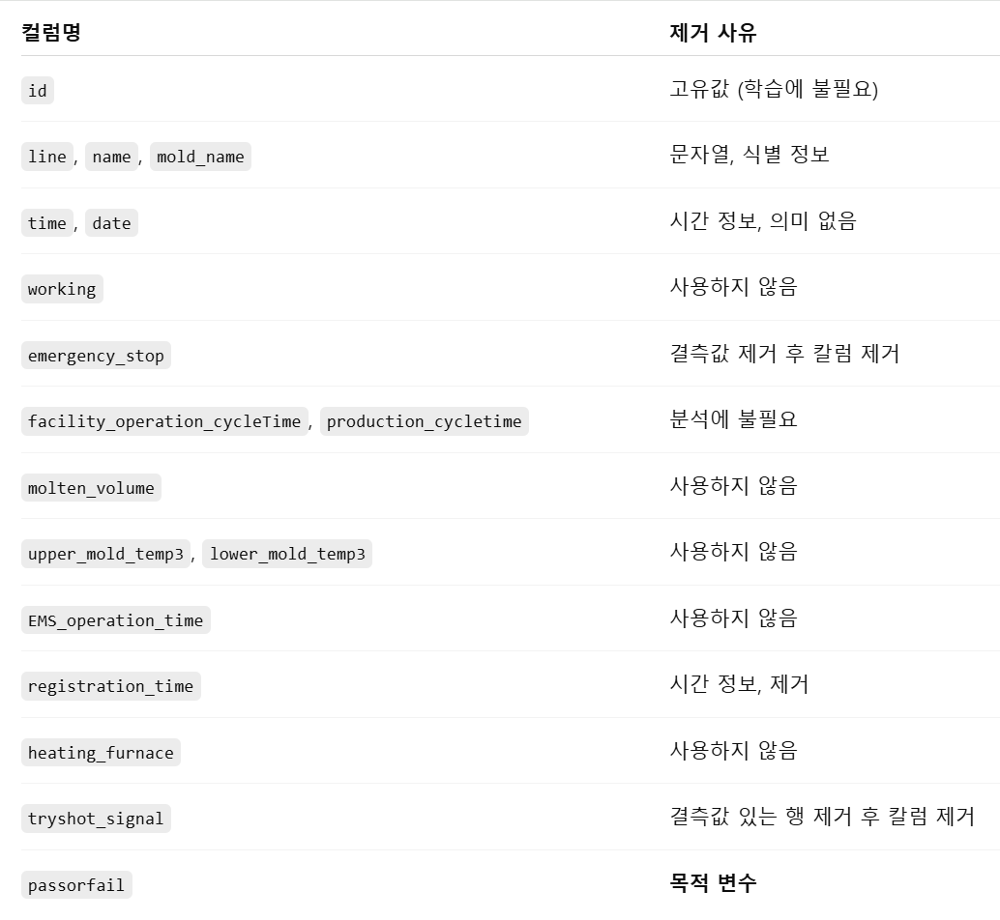 컬럼명 제거 사유
id 고유값 (학습에 불필요)
line, name, mold_name 문자열, 식별 정보
time, date 시간 정보, 의미 없음
working 사용하지 않음
emergency_stop 결측값 제거 후 칼럼 제거
facility_operation_cycleTime, production_cycletime 분석에 불필요
molten_volume 사용하지 않음
upper_mold_temp3, lower_mold_temp3 사용하지 않음
EMS_operation_time 사용하지 않음
registration_time 시간 정보, 제거
heating_furnace 사용하지 않음
tryshot_signal 결측값 있는 행 제거 후 칼럼 제거
passorfail 목적 변수